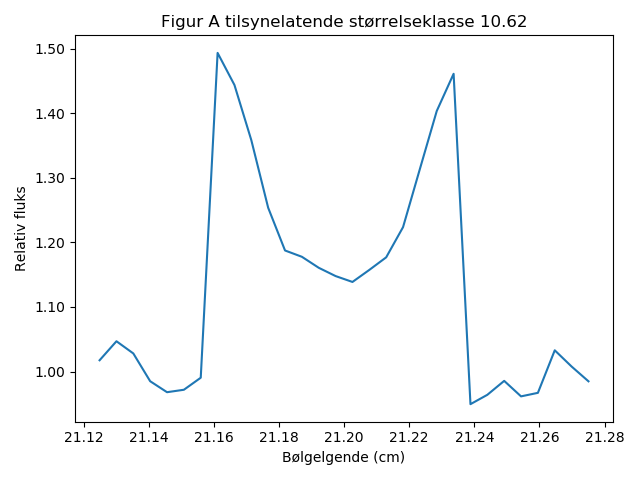 Figur A tilsynelatende størrelseklasse 10.62
1.50
1.40
1.30
1.20
1.10
1.00
Relativ fluks
21.12 21.14 21.16 21.18 21.20 21.22 21.24 21.26 21.28
Bølgelgende (cm)